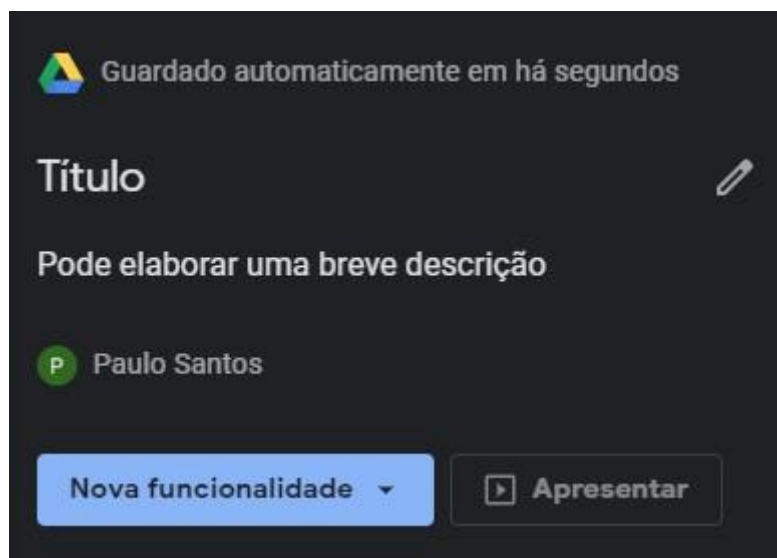 Guardado automaticamente em há segundos
Título
Pode elaborar uma breve descrição
P Paulo Santos
Nova funcionalidade Apresentar